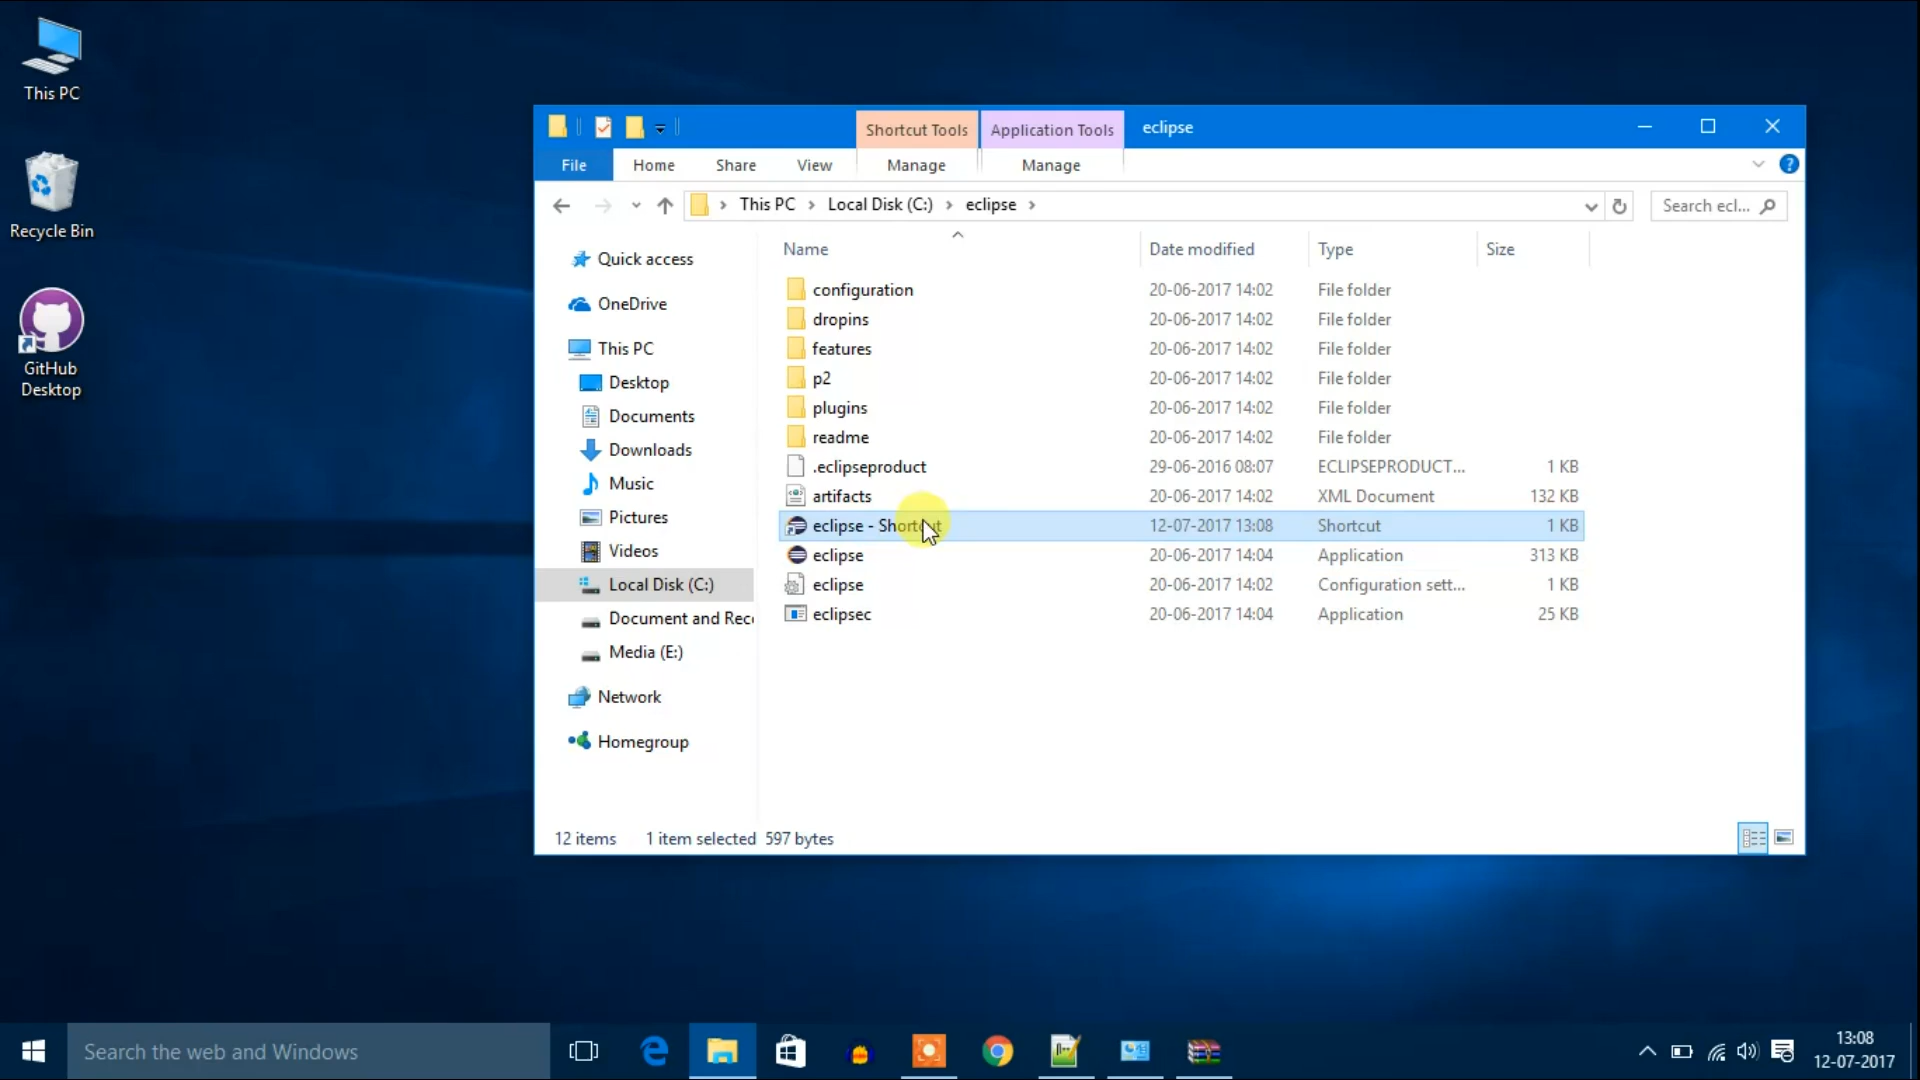 This PC
Recycle Bin
GitHub
Desktop
Shortcut Tools
Application Tools
eclipse
File
Home
Share
View
Manage
Manage
This PC
Local Disk (C:)
eclipse
Search ecl...
Name
Date modified
Type
Size
Quick access
OneDrive
This PC
Desktop
Documents
Downloads
Music
Pictures
Videos
Local Disk (C:)
Document and Rec
Media (E:)
Network
Homegroup
configuration 20-06-2017 14:02 File folder
dropins 20-06-2017 14:02 File folder
features 20-06-2017 14:02 File folder
p2 20-06-2017 14:02 File folder
plugins 20-06-2017 14:02 File folder
readme 20-06-2017 14:02 File folder
.eclipseproduct 29-06-2016 08:07 ECLIPSEPRODUCT... 1 KB
artifacts 20-06-2017 14:02 XML Document 132 KB
eclipse - Shortcut 12-07-2017 13:08 Shortcut 1 KB
eclipse 20-06-2017 14:04 Application 313 KB
eclipse 20-06-2017 14:02 Configuration sett... 1 KB
eclipsec 20-06-2017 14:04 Application 25 KB
12 items 1 item selected 597 bytes
Search the web and Windows
13:08
12-07-2017